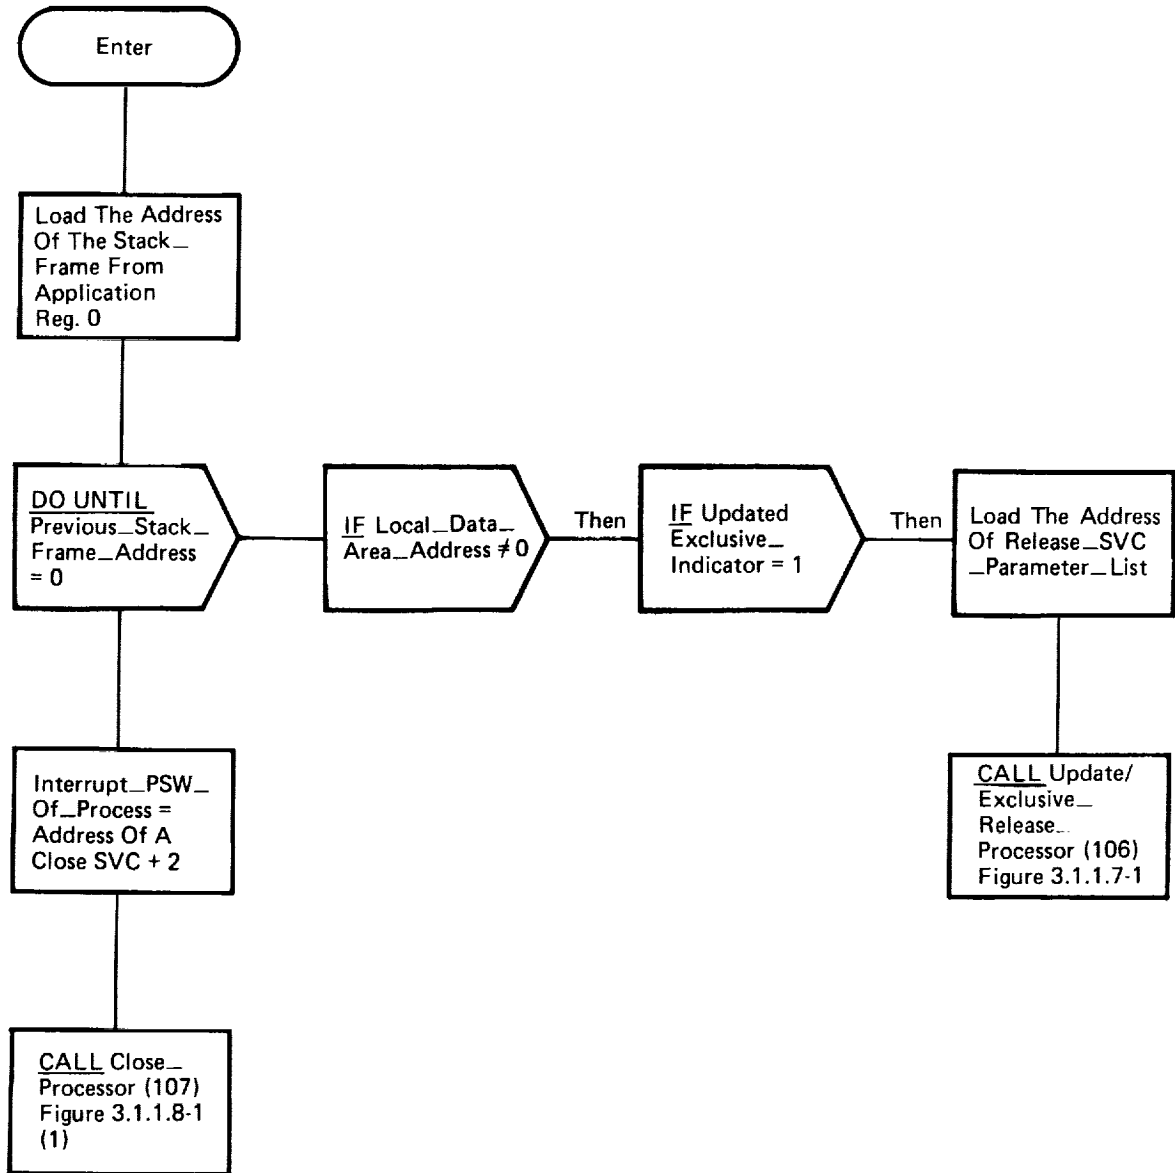 Enter
Load The Address
Of The Stack_
Frame From
Application
Reg. 0
DO UNTIL
Previous_Stack_
Frame_Address
= 0
IF Local_Data_
Area_Address ≠ 0
Then
IF Updated
Exclusive_
Indicator = 1
Then
Load The Address
Of Release_SVC
_Parameter_List
Interrupt_PSW_
Of_Process =
Address Of A
Close SVC + 2
CALL Update/
Exclusive_
Release_
Processor (106)
Figure 3.1.1.7-1
CALL Close_
Processor (107)
Figure 3.1.1.8-1
(1)